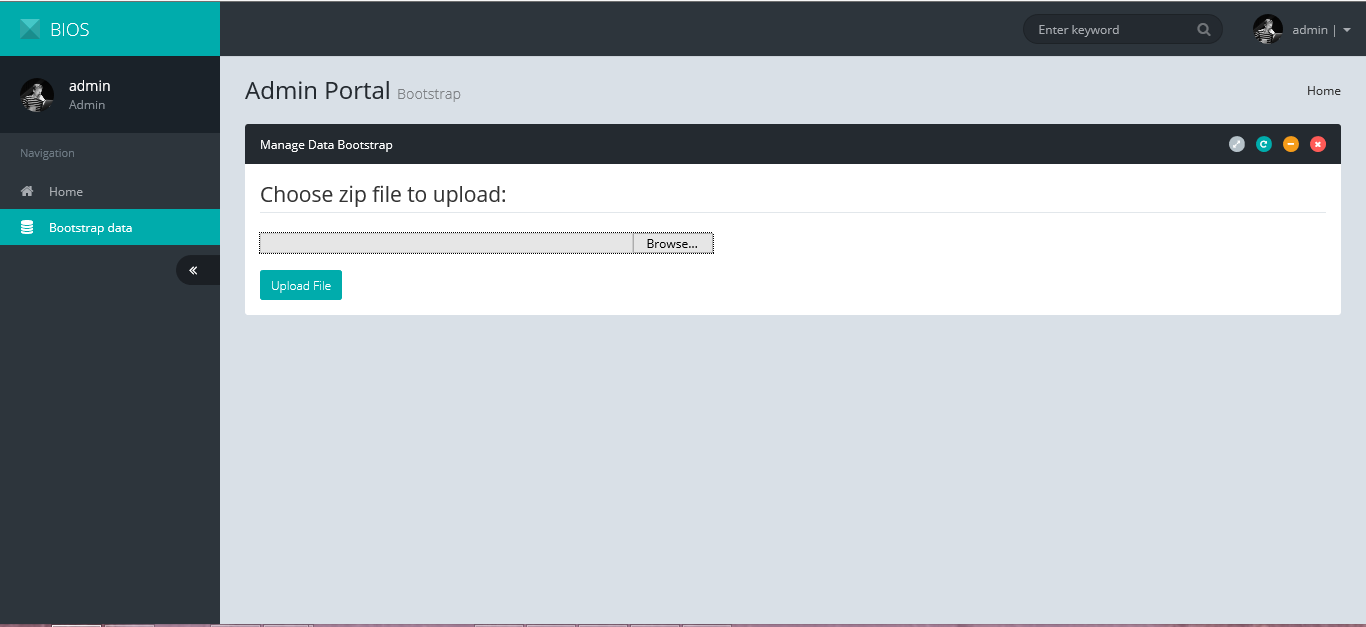 BIOS
Enter keyword
admin |
admin
Admin
Navigation
Home
Bootstrap data
Admin Portal Bootstrap
Home
Manage Data Bootstrap
Choose zip file to upload:
Browse...
Upload File